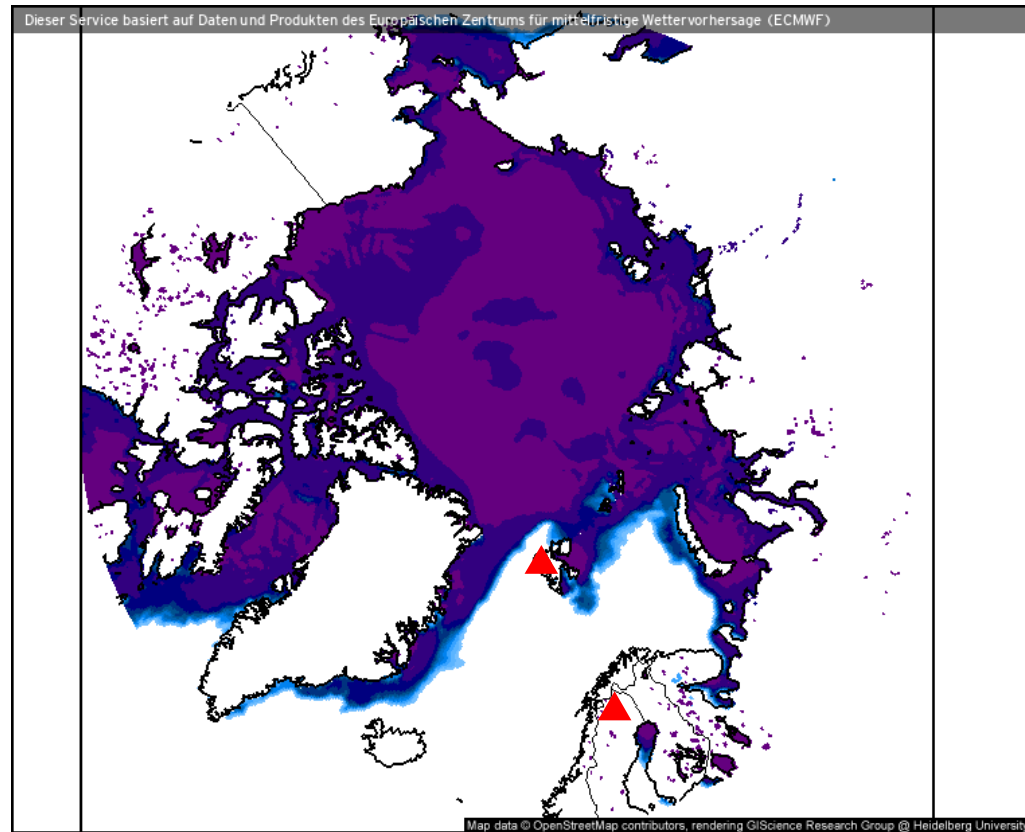 Dieser Service basiert auf Daten und Produkten des Europäischen Zentrums für mittelfristige Wettervorhersage (ECMWF)
Map data © OpenStreetMap contributors, rendering GIScience Research Group @ Heidelberg University